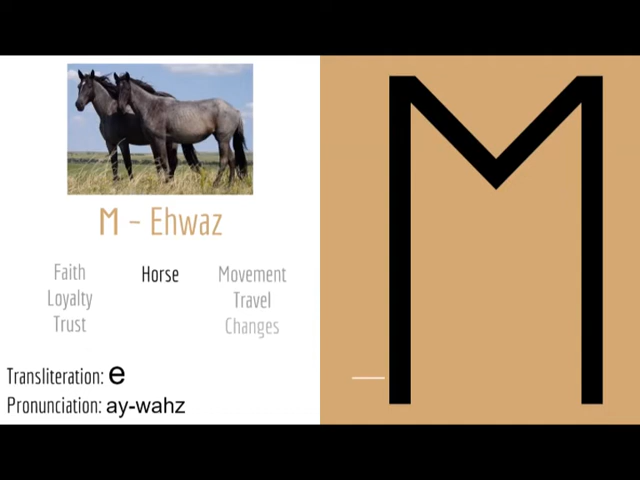 ᛖ – Ehwaz
Faith
Loyalty
Trust
Horse
Movement
Travel
Changes
Transliteration: e
Pronunciation: ay-wahz
ᛖ